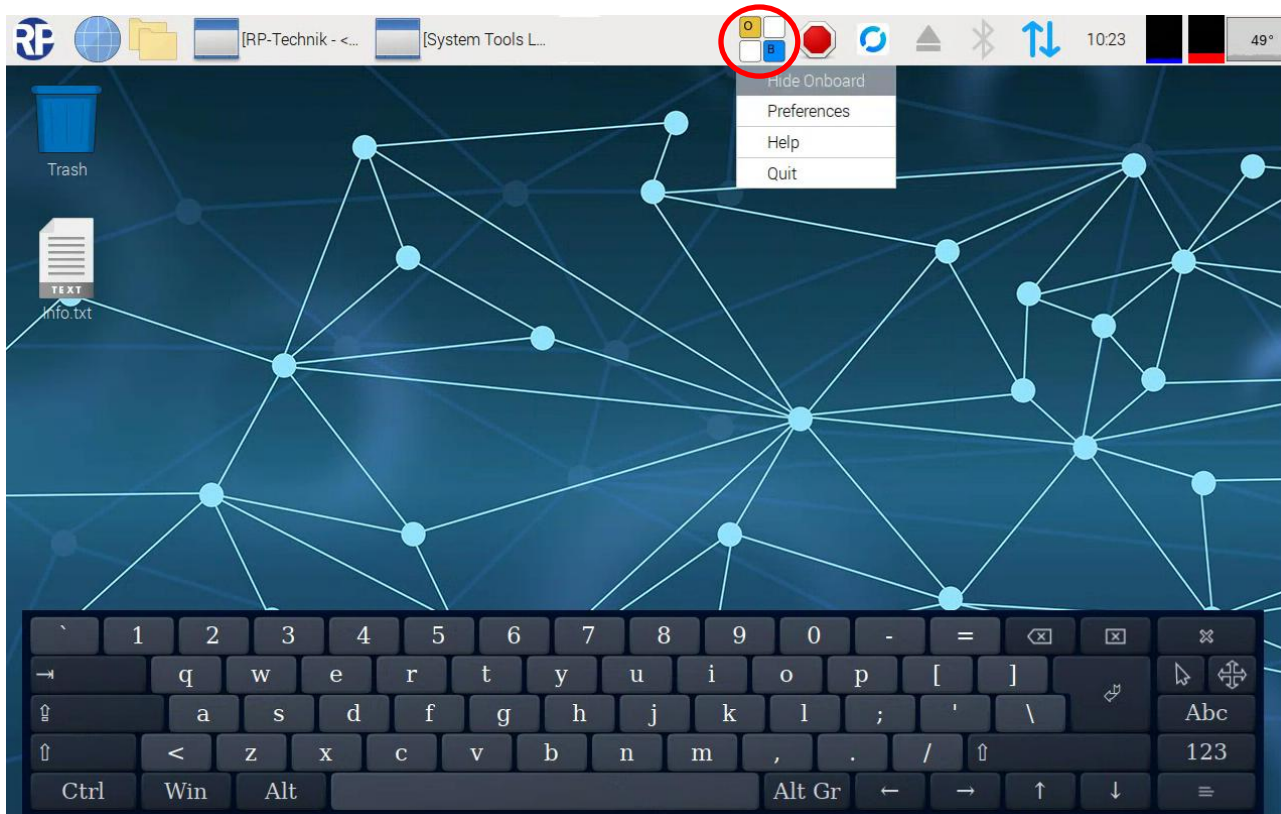 RP [RP-Technik - <... [System Tools L... O B 10:23 49°
Hide Onboard
Preferences
Help
Quit
Trash
TEXT
Info.txt
` 1 2 3 4 5 6 7 8 9 0 - =
q w e r t y u i o p [ ]
a s d f g h j k l ; ' \ Abc
< z x c v b n m , . / 123
Ctrl Win Alt Alt Gr ← → ↑ ↓